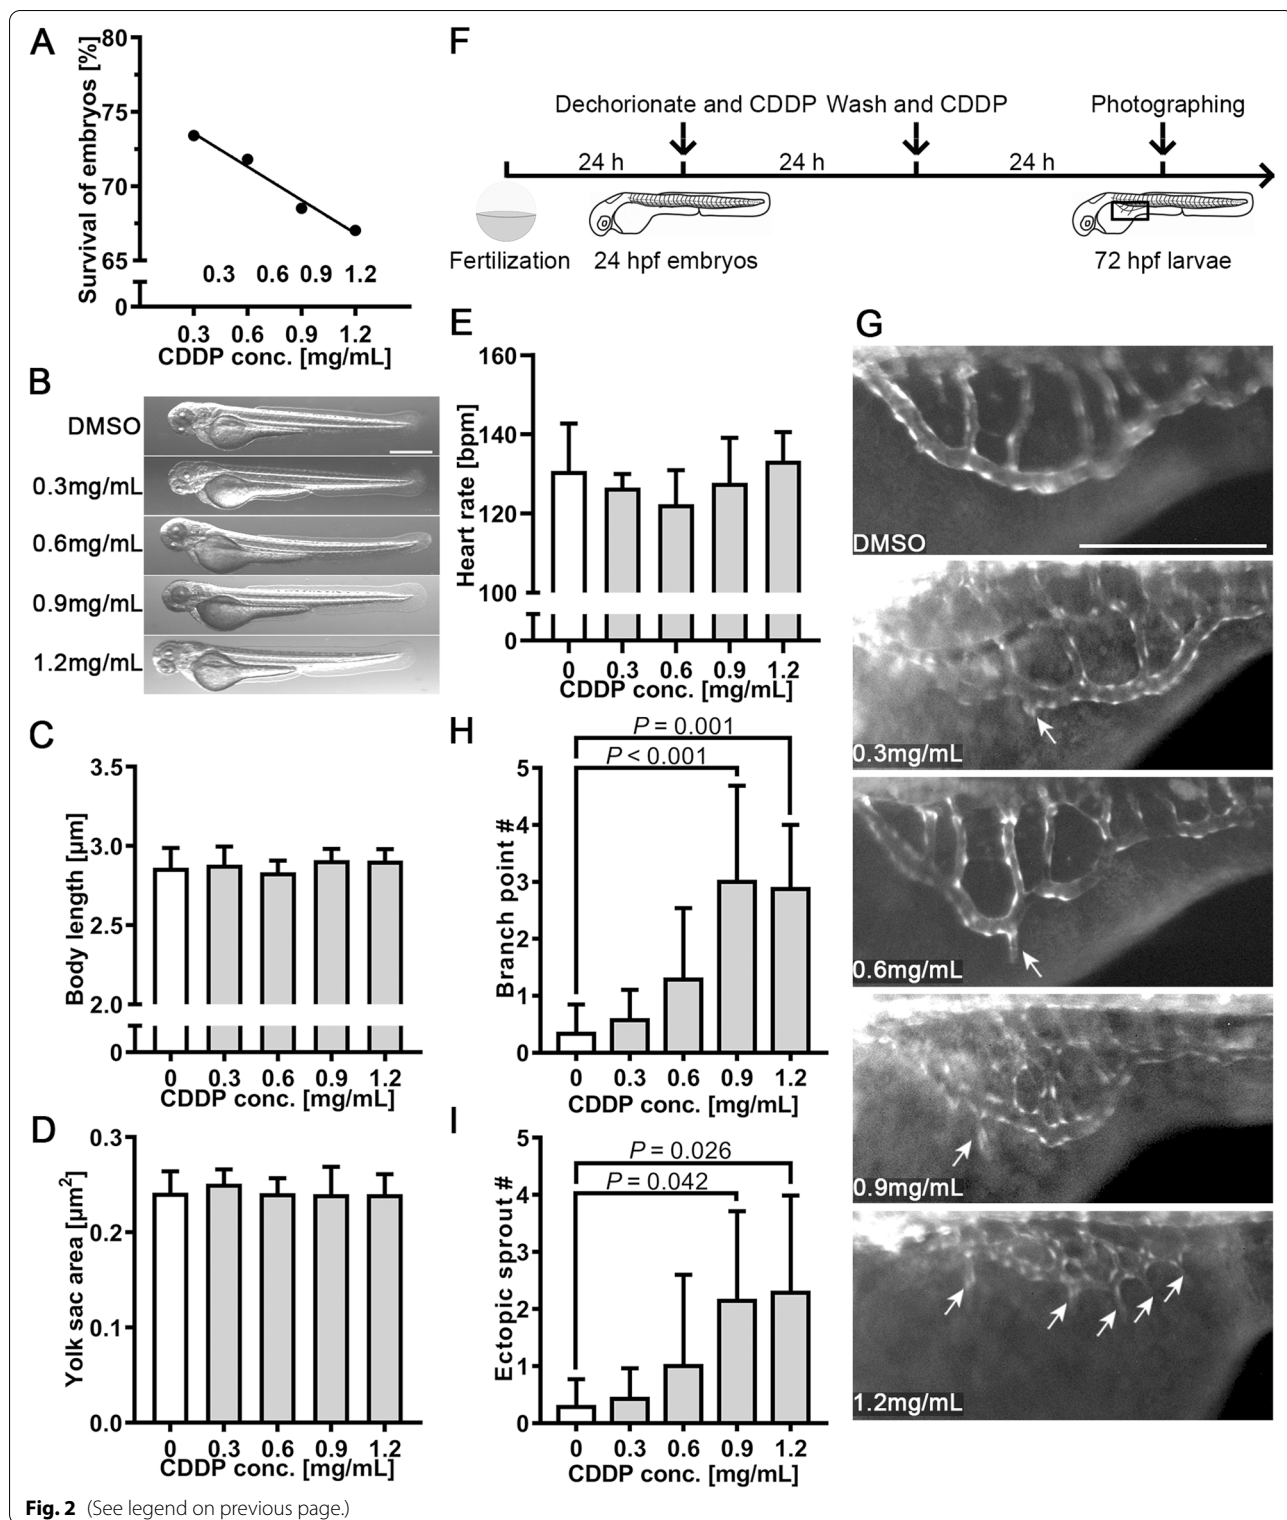 A
Survival of embryos [%]
80
75
70
65
0
0.3 0.6 0.9 1.2
0.3 0.6 0.9 1.2
CDDP conc. [mg/mL]
B
DMSO
0.3mg/mL
0.6mg/mL
0.9mg/mL
1.2mg/mL
C
Body length [µm]
3.5
3.0
2.5
2.0
0
0 0.3 0.6 0.9 1.2
CDDP conc. [mg/mL]
D
Yolk sac area [µm²]
0.3
0.2
0.1
0.0
0 0.3 0.6 0.9 1.2
CDDP conc. [mg/mL]
F
Dechorionate and CDDP Wash and CDDP Photographing
24 h 24 h 24 h
Fertilization 24 hpf embryos 72 hpf larvae
E
Heart rate [bpm]
160
140
120
100
0
0 0.3 0.6 0.9 1.2
CDDP conc. [mg/mL]
G
DMSO
0.3mg/mL
0.6mg/mL
0.9mg/mL
1.2mg/mL
H
P = 0.001
P < 0.001
Branch point #
5
4
3
2
1
0
0 0.3 0.6 0.9 1.2
CDDP conc. [mg/mL]
I
P = 0.026
P = 0.042
Ectopic sprout #
5
4
3
2
1
0
0 0.3 0.6 0.9 1.2
CDDP conc. [mg/mL]
Fig. 2 (See legend on previous page.)